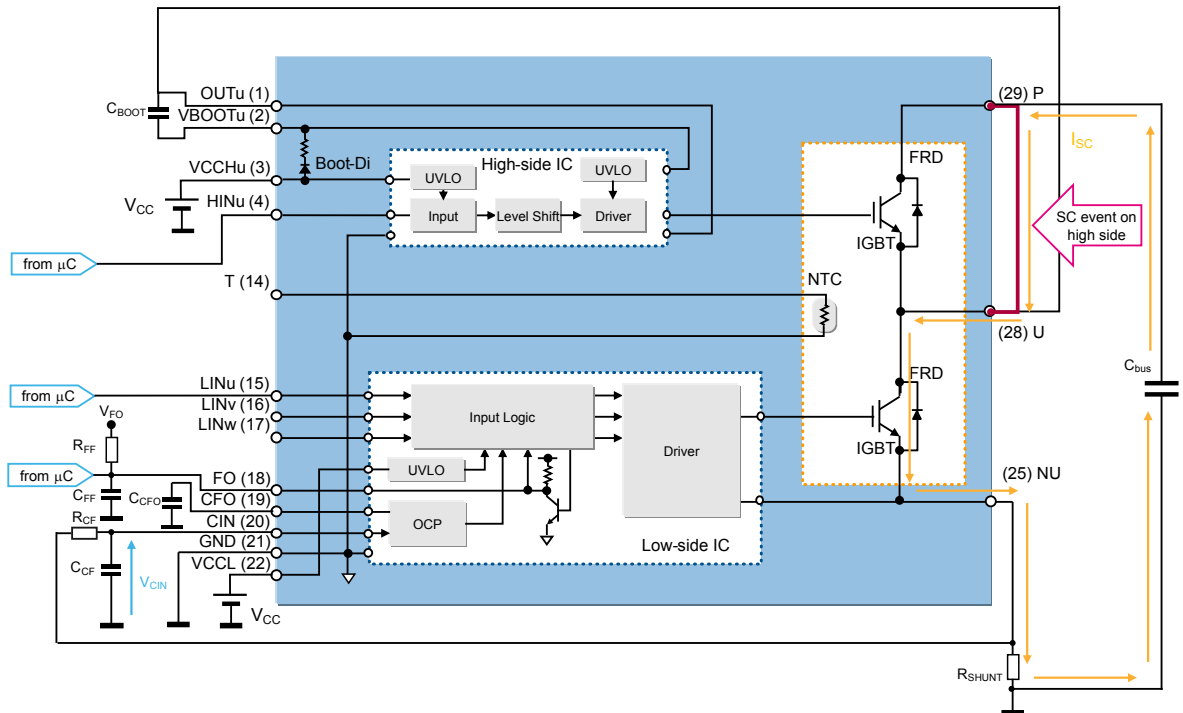 OUTu (1)
CBOOT
VBOOTu (2)
VCCHu (3)
Boot-Di
VCC
HINu (4)
from μC
High-side IC
UVLO
UVLO
Input
Level Shift
Driver
FRD
IGBT
(29) P
ISC
SC event on
high side
T (14)
NTC
(28) U
Cbus
LINu (15)
from μC
LINv (16)
LINw (17)
VFO
RFF
from μC
FO (18)
CFF
CCFO
CFO (19)
RCF
CIN (20)
GND (21)
CCF
VCIN
VCCL (22)
VCC
Input Logic
UVLO
OCP
Driver
Low-side IC
FRD
IGBT
(25) NU
RSHUNT